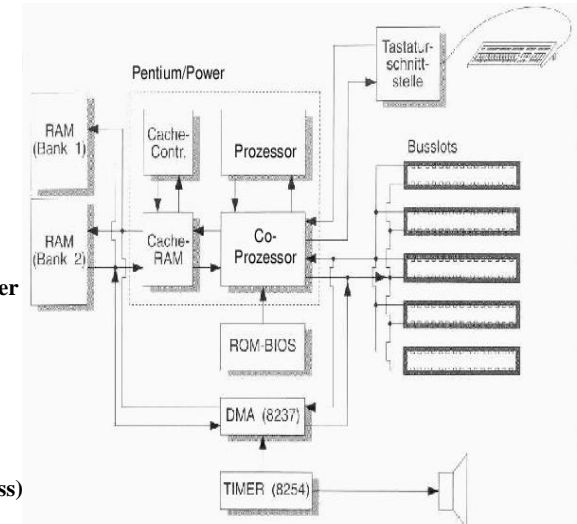 Tastatur-
schnitt-
stelle
Pentium/Power
RAM
(Bank 1)
Cache-
Contr.
Prozessor
Busslots
RAM
(Bank 2)
Cache-
RAM
Co-
Prozessor
er
ROM-BIOS
DMA (8237)
ss)
TIMER (8254)